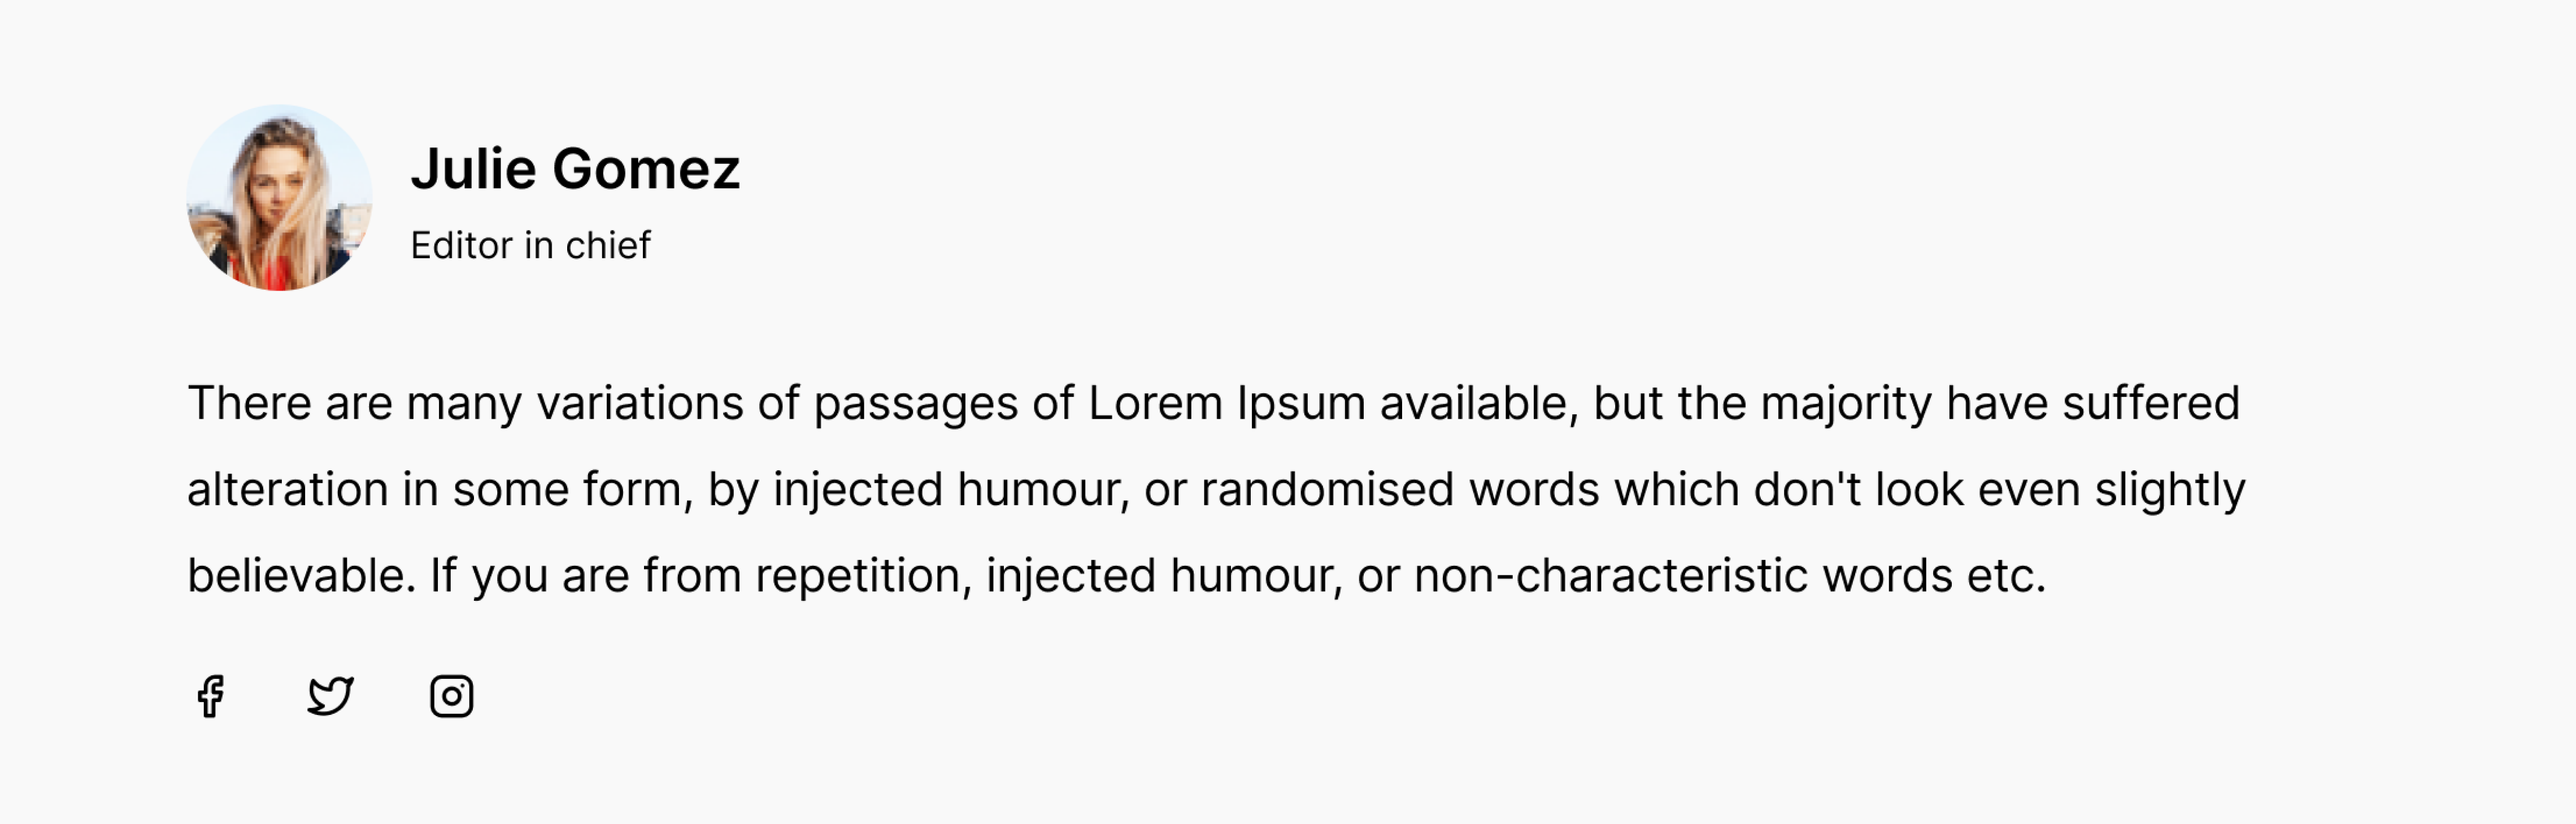 Julie Gomez
Editor in chief
There are many variations of passages of Lorem Ipsum available, but the majority have suffered
alteration in some form, by injected humour, or randomised words which don't look even slightly
believable. If you are from repetition, injected humour, or non-characteristic words etc.